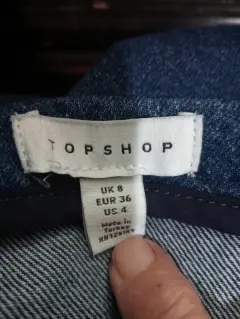 TOPSHOP
UK 8
EUR 36
US 4
Made in
Turkey